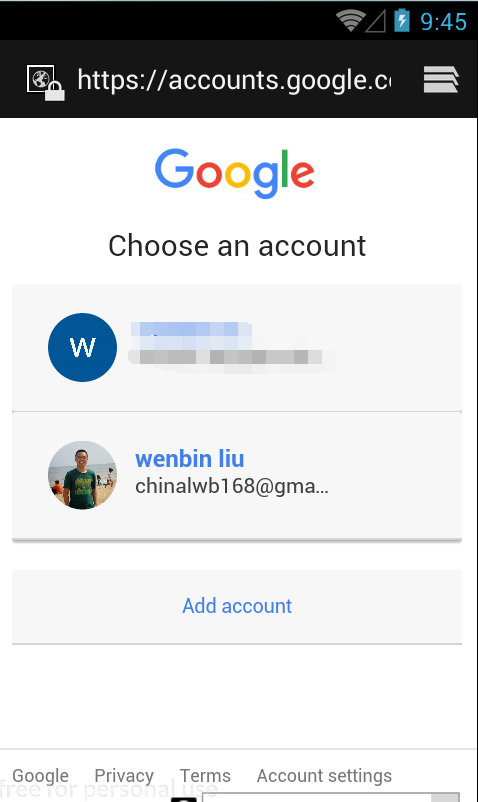 9:45
https://accounts.google.c
Google
Choose an account
W
wenbin liu
chinalwb168@gma...
Add account
Google Privacy Terms Account settings
free for personal use